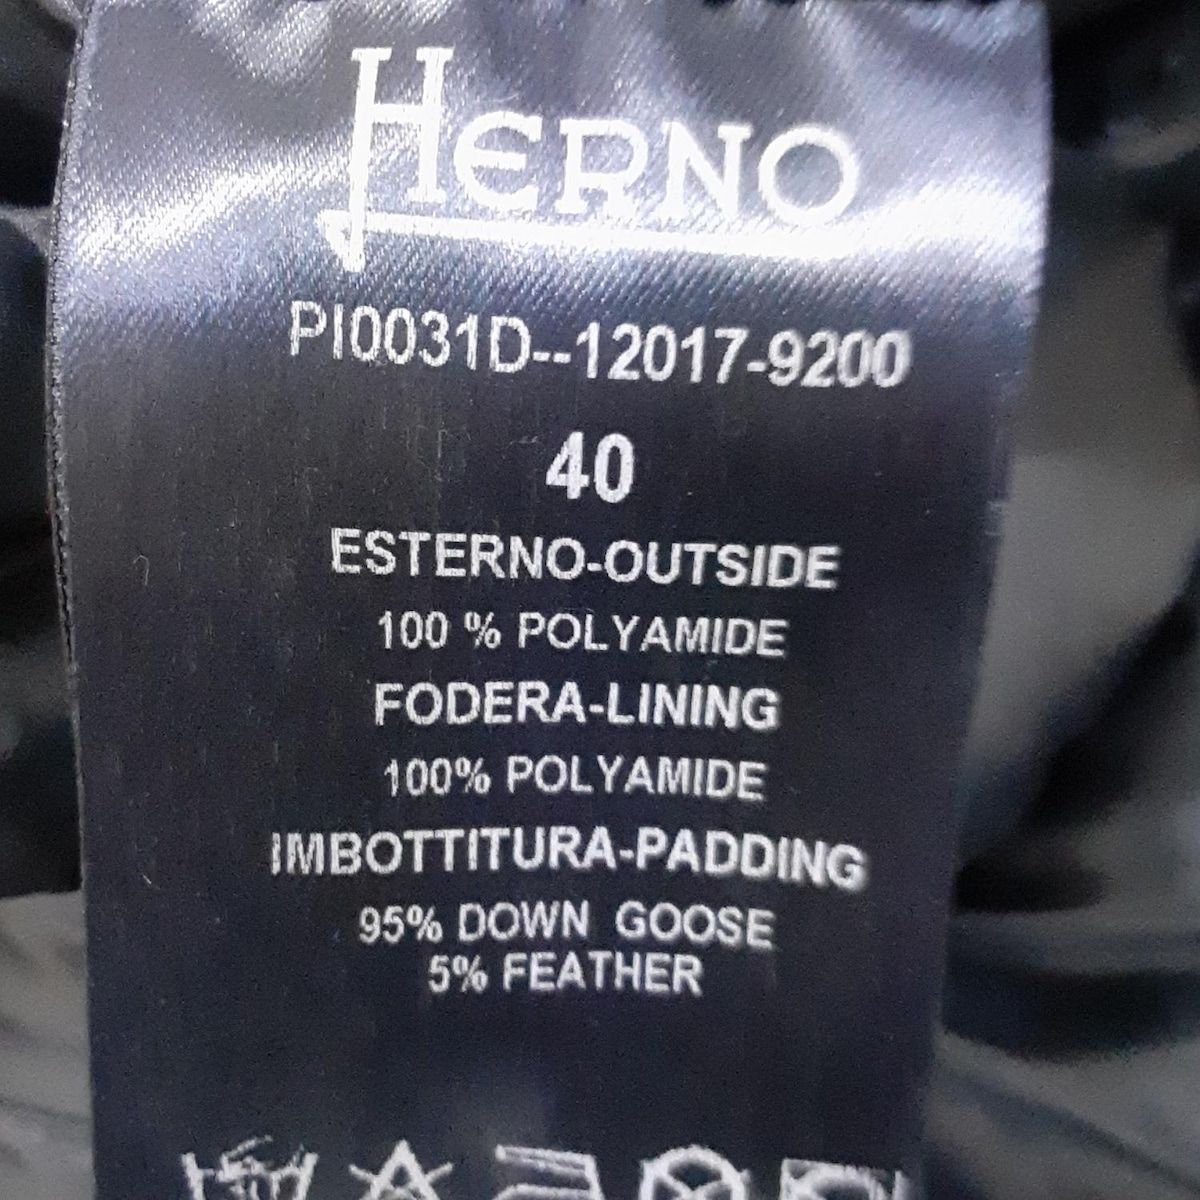 HERNO
PI0031D--12017-9200
40
ESTERNO-OUTSIDE
100 % POLYAMIDE
FODERA-LINING
100% POLYAMIDE
IMBOTTITURA-PADDING
95% DOWN GOOSE
5% FEATHER